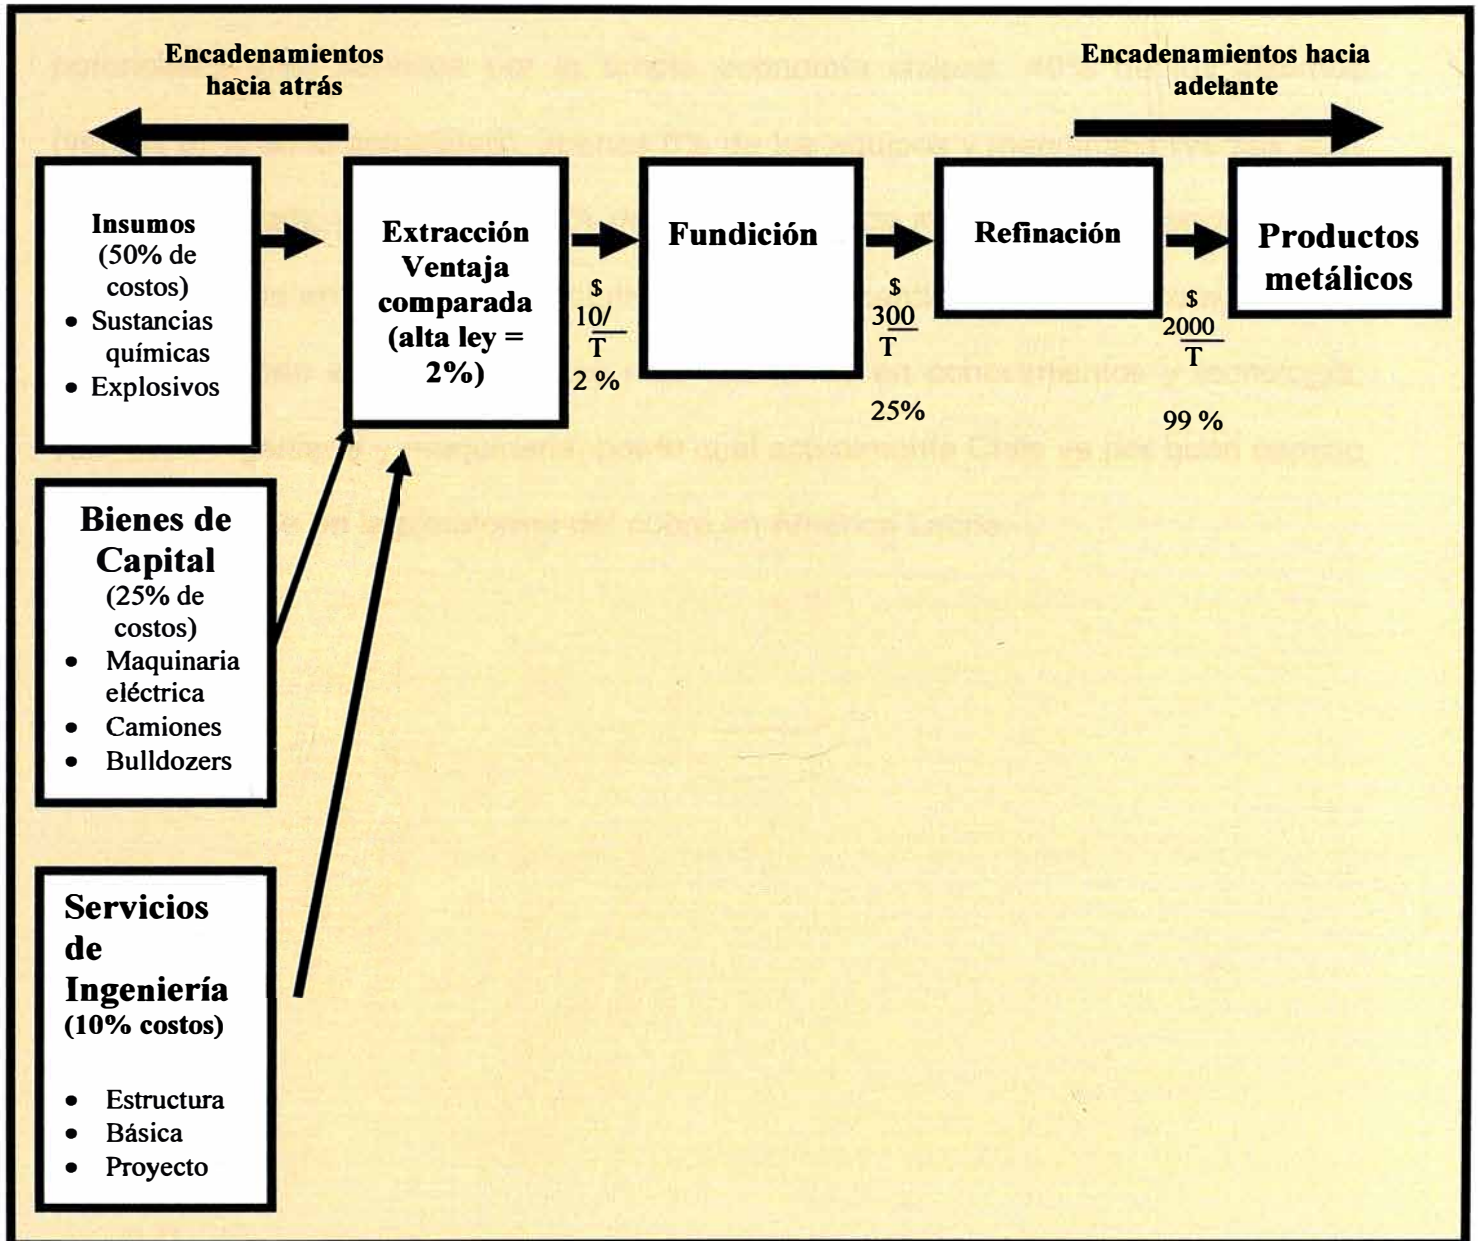 Encadenamientos
hacia atrás
Encadenamientos hacia
adelante
Insumos
(50% de
costos)
• Sustancias
químicas
• Explosivos
Extracción
Ventaja
comparada
(alta ley =
2%)
$
10/
T
2 %
Fundición
$
300
T
25%
Refinación
$
2000
T
99 %
Productos
metálicos
Bienes de
Capital
(25% de
costos)
• Maquinaria
eléctrica
• Camiones
• Bulldozers
Servicios
de
Ingeniería
(10% costos)
• Estructura
• Básica
• Proyecto